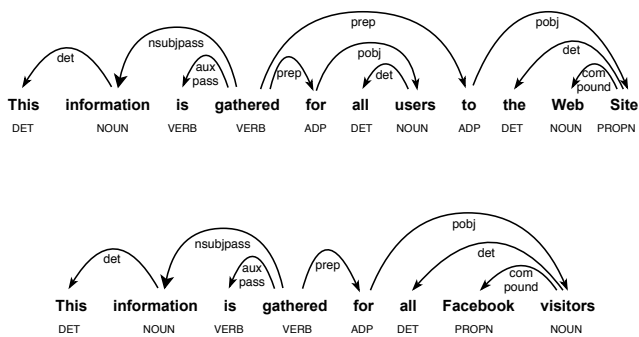 prep
pobj
nsubjpass
pobj
det
det
aux
pass
prep
det
com
pound
This information is gathered for all users to the Web Site
DET NOUN VERB VERB ADP DET NOUN ADP DET NOUN PROPN
pobj
nsubjpass
det
det
aux
pass
prep
com
pound
This information is gathered for all Facebook visitors
DET NOUN VERB VERB ADP DET PROPN NOUN